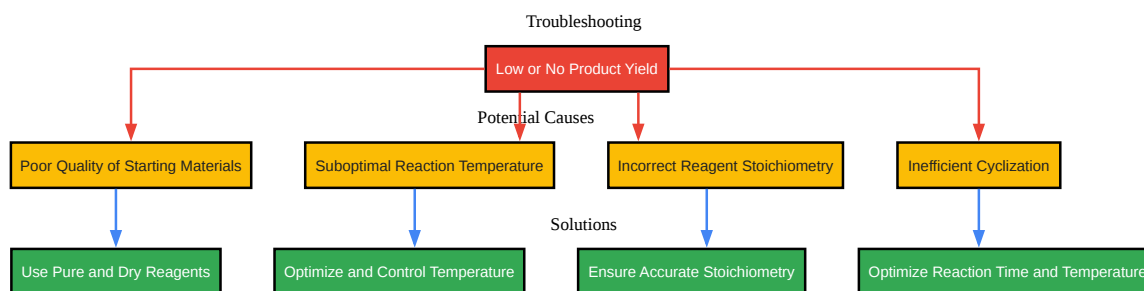 Troubleshooting
Low or No Product Yield
Potential Causes
Poor Quality of Starting Materials
Suboptimal Reaction Temperature
Incorrect Reagent Stoichiometry
Inefficient Cyclization
Solutions
Use Pure and Dry Reagents
Optimize and Control Temperature
Ensure Accurate Stoichiometry
Optimize Reaction Time and Temperature